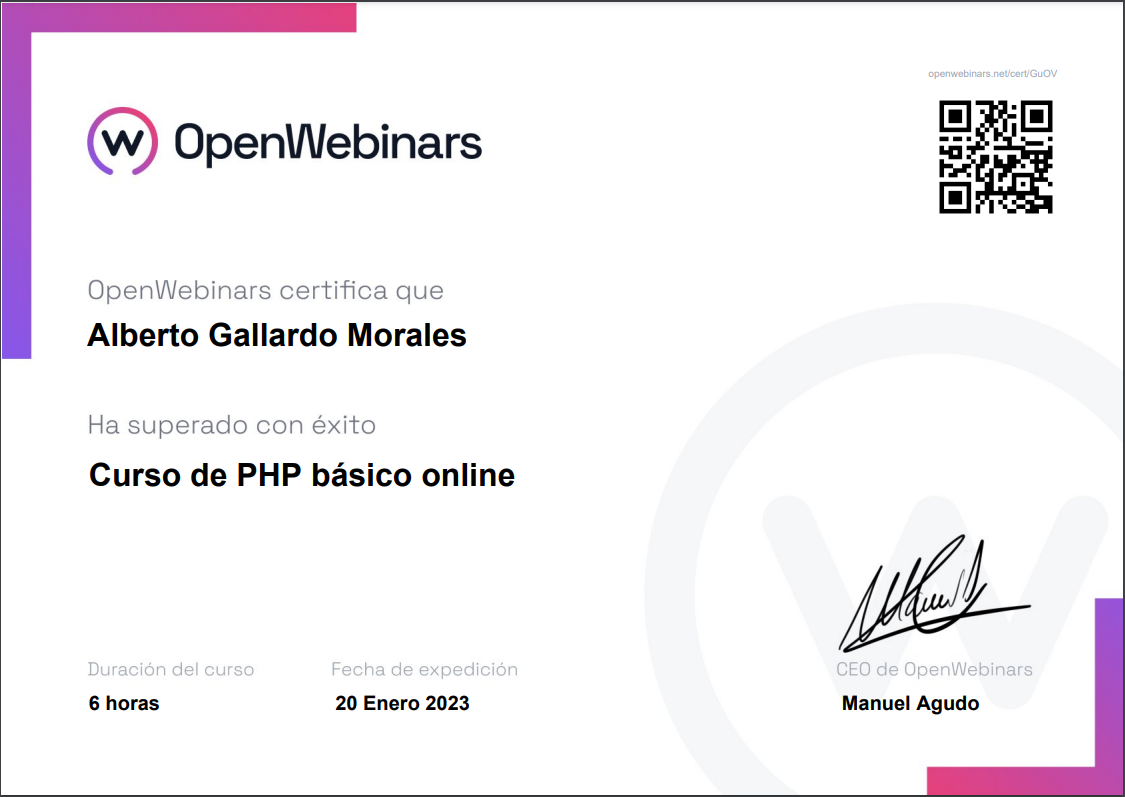 openwebinars.net/cert/GuOV
OpenWebinars
OpenWebinars certifica que
Alberto Gallardo Morales
Ha superado con éxito
Curso de PHP básico online
Duración del curso
6 horas
Fecha de expedición
20 Enero 2023
CEO de OpenWebinars
Manuel Agudo